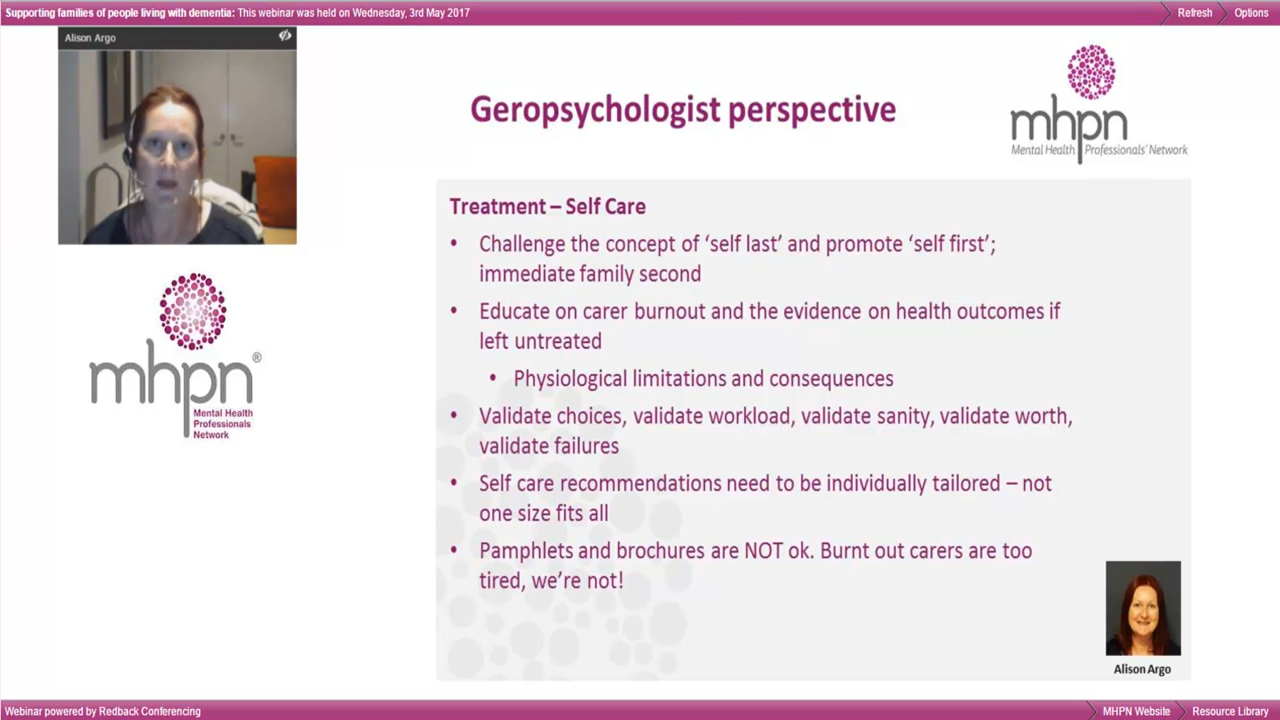 Supporting families of people living with dementia: This webinar was held on Wednesday, 3rd May 2017
Refresh
Options
Alison Argo
Geropsychologist perspective
mhpn
Mental Health Professionals' Network
Treatment – Self Care
• Challenge the concept of 'self last' and promote 'self first';
immediate family second
• Educate on carer burnout and the evidence on health outcomes if
left untreated
• Physiological limitations and consequences
• Validate choices, validate workload, validate sanity, validate worth,
validate failures
• Self care recommendations need to be individually tailored – not
one size fits all
• Pamphlets and brochures are NOT ok. Burnt out carers are too
tired, we're not!
mhpn®
Mental Health
Professionals
Network
Alison Argo
Webinar powered by Redback Conferencing
MHPN Website
Resource Library